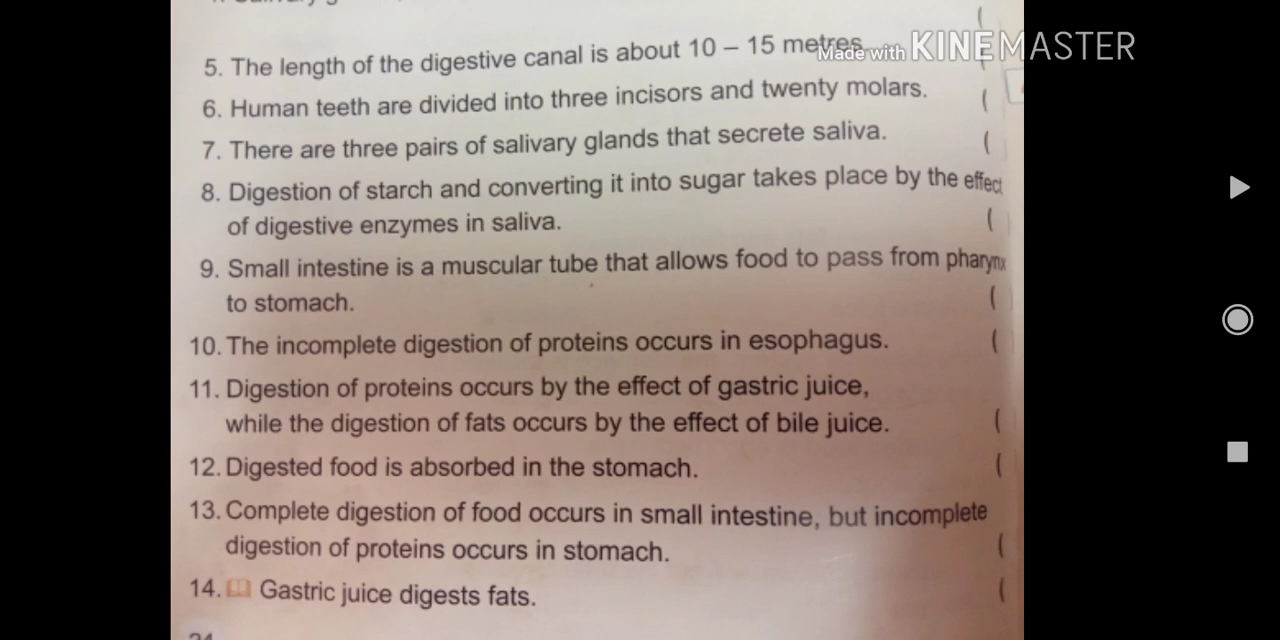 5. The length of the digestive canal is about 10 – 15 metres
Made with KINEMASTER
6. Human teeth are divided into three incisors and twenty molars. (
7. There are three pairs of salivary glands that secrete saliva. (
8. Digestion of starch and converting it into sugar takes place by the effect
of digestive enzymes in saliva. (
9. Small intestine is a muscular tube that allows food to pass from pharynx
to stomach. (
10. The incomplete digestion of proteins occurs in esophagus. (
11. Digestion of proteins occurs by the effect of gastric juice,
while the digestion of fats occurs by the effect of bile juice. (
12. Digested food is absorbed in the stomach. (
13. Complete digestion of food occurs in small intestine, but incomplete
digestion of proteins occurs in stomach. (
14. Gastric juice digests fats. (